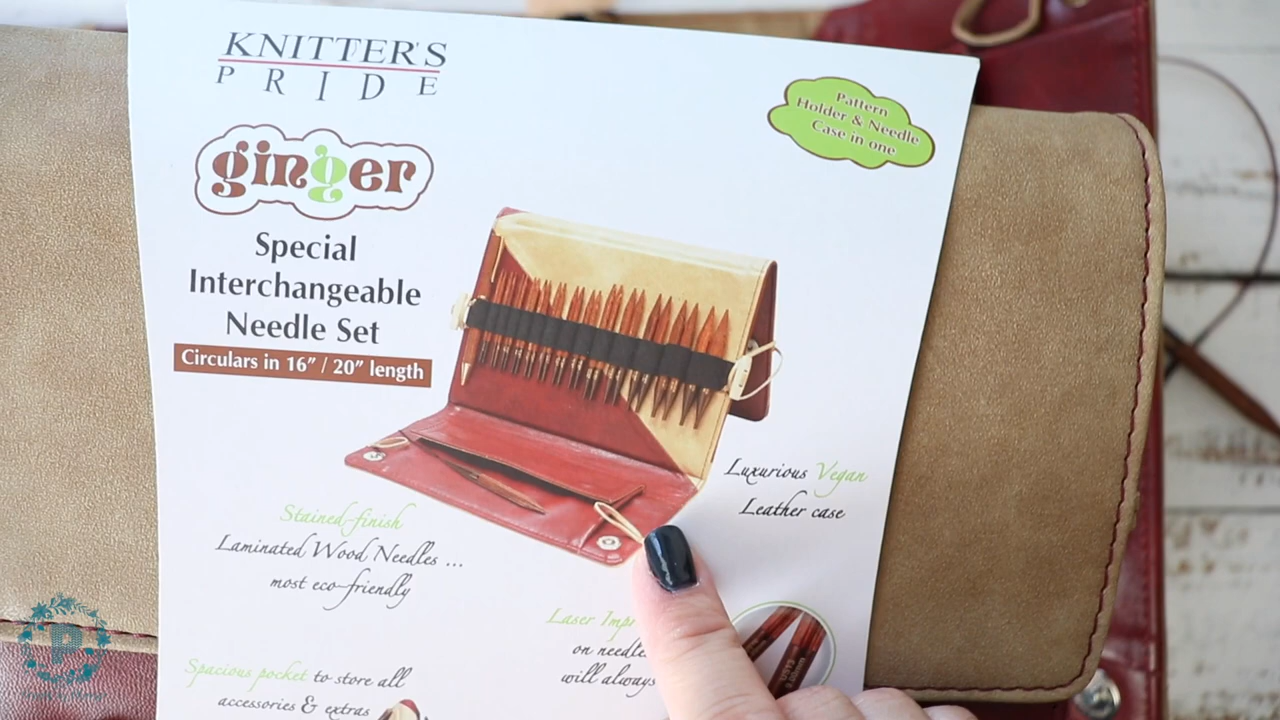 KNITTER'S
PRIDE
Pattern
Holder & Needle
Case in one
ginger
Special
Interchangeable
Needle Set
Circulars in 16" / 20" length
Luxurious Vegan
Leather case
Stained-finish
Laminated Wood Needles ...
most eco-friendly
Laser
on
will always
Spacious pocket to store all
accessories & extras
P